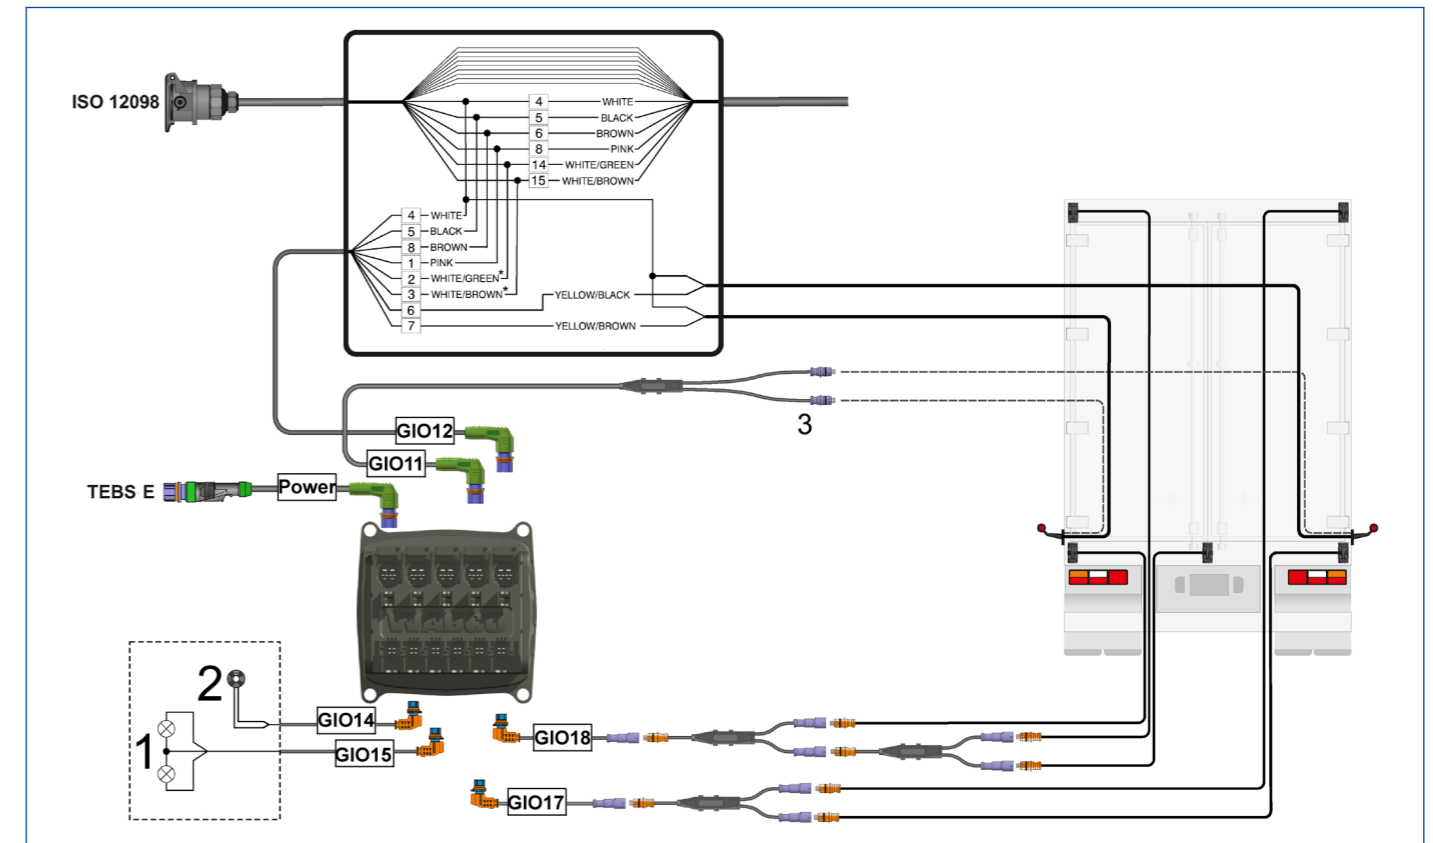 ISO 12098
4 WHITE
5 BLACK
6 BROWN
8 PINK
14 WHITE/GREEN
15 WHITE/BROWN
4 WHITE
5 BLACK
8 BROWN
1 PINK
2 WHITE/GREEN*
3 WHITE/BROWN*
6 YELLOW/BLACK
7 YELLOW/BROWN
3
GIO12
GIO11
TEBS E
Power
WABCO
2
1
GIO14
GIO15
GIO18
GIO17